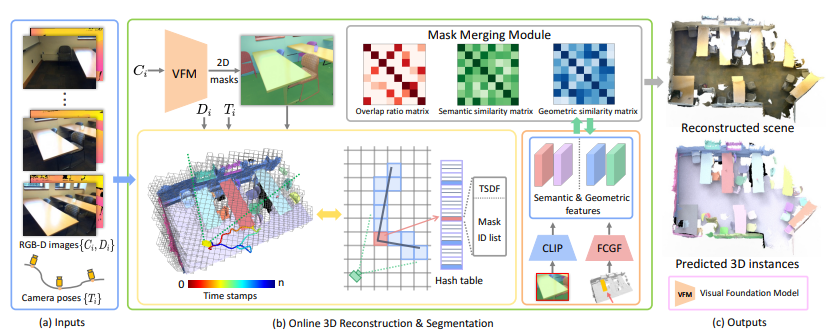 RGB-D images{C_i, D_i}
Camera poses {T_i}
(a) Inputs
C_i
VFM
2D
masks
D_i
T_i
Mask Merging Module
Overlap ratio matrix
Semantic similarity matrix
Geometric similarity matrix
0
n
Time stamps
TSDF
Mask
ID list
Hash table
Semantic & Geometric
features
CLIP
FCGF
(b) Online 3D Reconstruction & Segmentation
Reconstructed scene
Predicted 3D instances
VFM
Visual Foundation Model
(c) Outputs